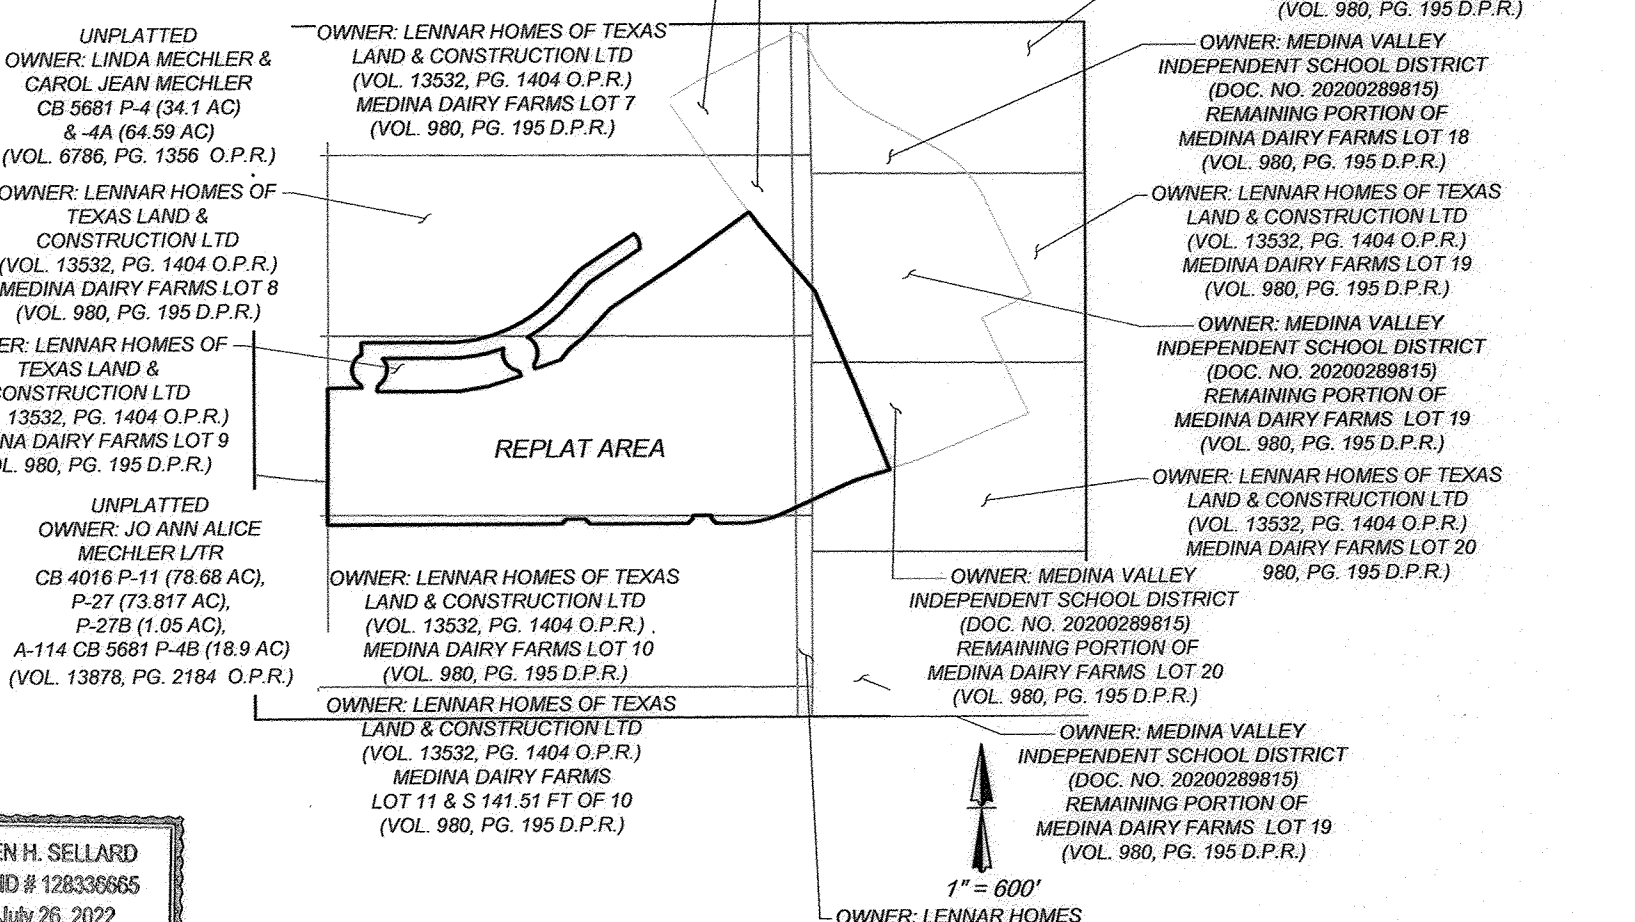 UNPLATTED
OWNER: LINDA MECHLER &
CAROL JEAN MECHLER
CB 5681 P-4 (34.1 AC)
& -4A (64.59 AC)
(VOL. 6786, PG. 1356 O.P.R.)
OWNER: LENNAR HOMES OF
TEXAS LAND &
CONSTRUCTION LTD
(VOL. 13532, PG. 1404 O.P.R.)
MEDINA DAIRY FARMS LOT 8
(VOL. 980, PG. 195 D.P.R.)
ER: LENNAR HOMES OF
TEXAS LAND &
CONSTRUCTION LTD
13532, PG. 1404 O.P.R.)
NA DAIRY FARMS LOT 9
L. 980, PG. 195 D.P.R.)
UNPLATTED
OWNER: JO ANN ALICE
MECHLER L/TR
CB 4016 P-11 (78.68 AC),
P-27 (73.817 AC),
P-27B (1.05 AC),
A-114 CB 5681 P-4B (18.9 AC)
(VOL. 13878, PG. 2184 O.P.R.)
OWNER: LENNAR HOMES OF TEXAS
LAND & CONSTRUCTION LTD
(VOL. 13532, PG. 1404 O.P.R.)
MEDINA DAIRY FARMS LOT 7
(VOL. 980, PG. 195 D.P.R.)
REPLAT AREA
OWNER: LENNAR HOMES OF TEXAS
LAND & CONSTRUCTION LTD
(VOL. 13532, PG. 1404 O.P.R.)
MEDINA DAIRY FARMS LOT 10
(VOL. 980, PG. 195 D.P.R.)
OWNER: LENNAR HOMES OF TEXAS
LAND & CONSTRUCTION LTD
(VOL. 13532, PG. 1404 O.P.R.)
MEDINA DAIRY FARMS
LOT 11 & S 141.51 FT OF 10
(VOL. 980, PG. 195 D.P.R.)
(VOL. 980, PG. 195 D.P.R.)
OWNER: MEDINA VALLEY
INDEPENDENT SCHOOL DISTRICT
(DOC. NO. 20200289815)
REMAINING PORTION OF
MEDINA DAIRY FARMS LOT 18
(VOL. 980, PG. 195 D.P.R.)
OWNER: LENNAR HOMES OF TEXAS
LAND & CONSTRUCTION LTD
(VOL. 13532, PG. 1404 O.P.R.)
MEDINA DAIRY FARMS LOT 19
(VOL. 980, PG. 195 D.P.R.)
OWNER: MEDINA VALLEY
INDEPENDENT SCHOOL DISTRICT
(DOC. NO. 20200289815)
REMAINING PORTION OF
MEDINA DAIRY FARMS LOT 19
(VOL. 980, PG. 195 D.P.R.)
OWNER: LENNAR HOMES OF TEXAS
LAND & CONSTRUCTION LTD
(VOL. 13532, PG. 1404 O.P.R.)
MEDINA DAIRY FARMS LOT 20
980, PG. 195 D.P.R.)
OWNER: MEDINA VALLEY
INDEPENDENT SCHOOL DISTRICT
(DOC. NO. 20200289815)
REMAINING PORTION OF
MEDINA DAIRY FARMS LOT 20
(VOL. 980, PG. 195 D.P.R.)
OWNER: MEDINA VALLEY
INDEPENDENT SCHOOL DISTRICT
(DOC. NO. 20200289815)
REMAINING PORTION OF
MEDINA DAIRY FARMS LOT 19
(VOL. 980, PG. 195 D.P.R.)
1" = 600'
OWNER: LENNAR HOMES
EN H. SELLARD
ID # 128336665
July 26, 2022